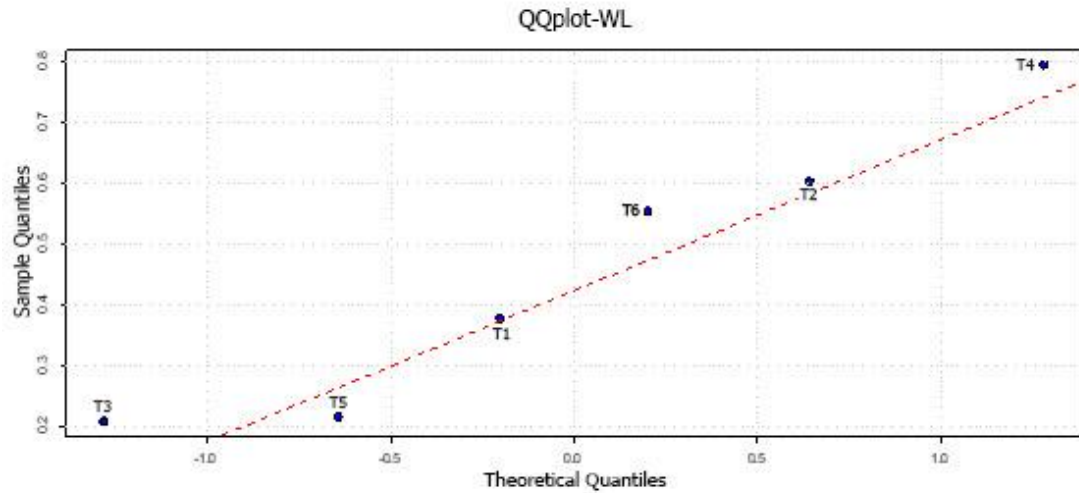 QQplot-WL
Sample Quantiles
0.8
0.7
0.6
0.5
0.4
0.3
0.2
T4
T6
T2
T1
T3
T5
-1.0
-0.5
0.0
0.5
1.0
Theoretical Quantiles